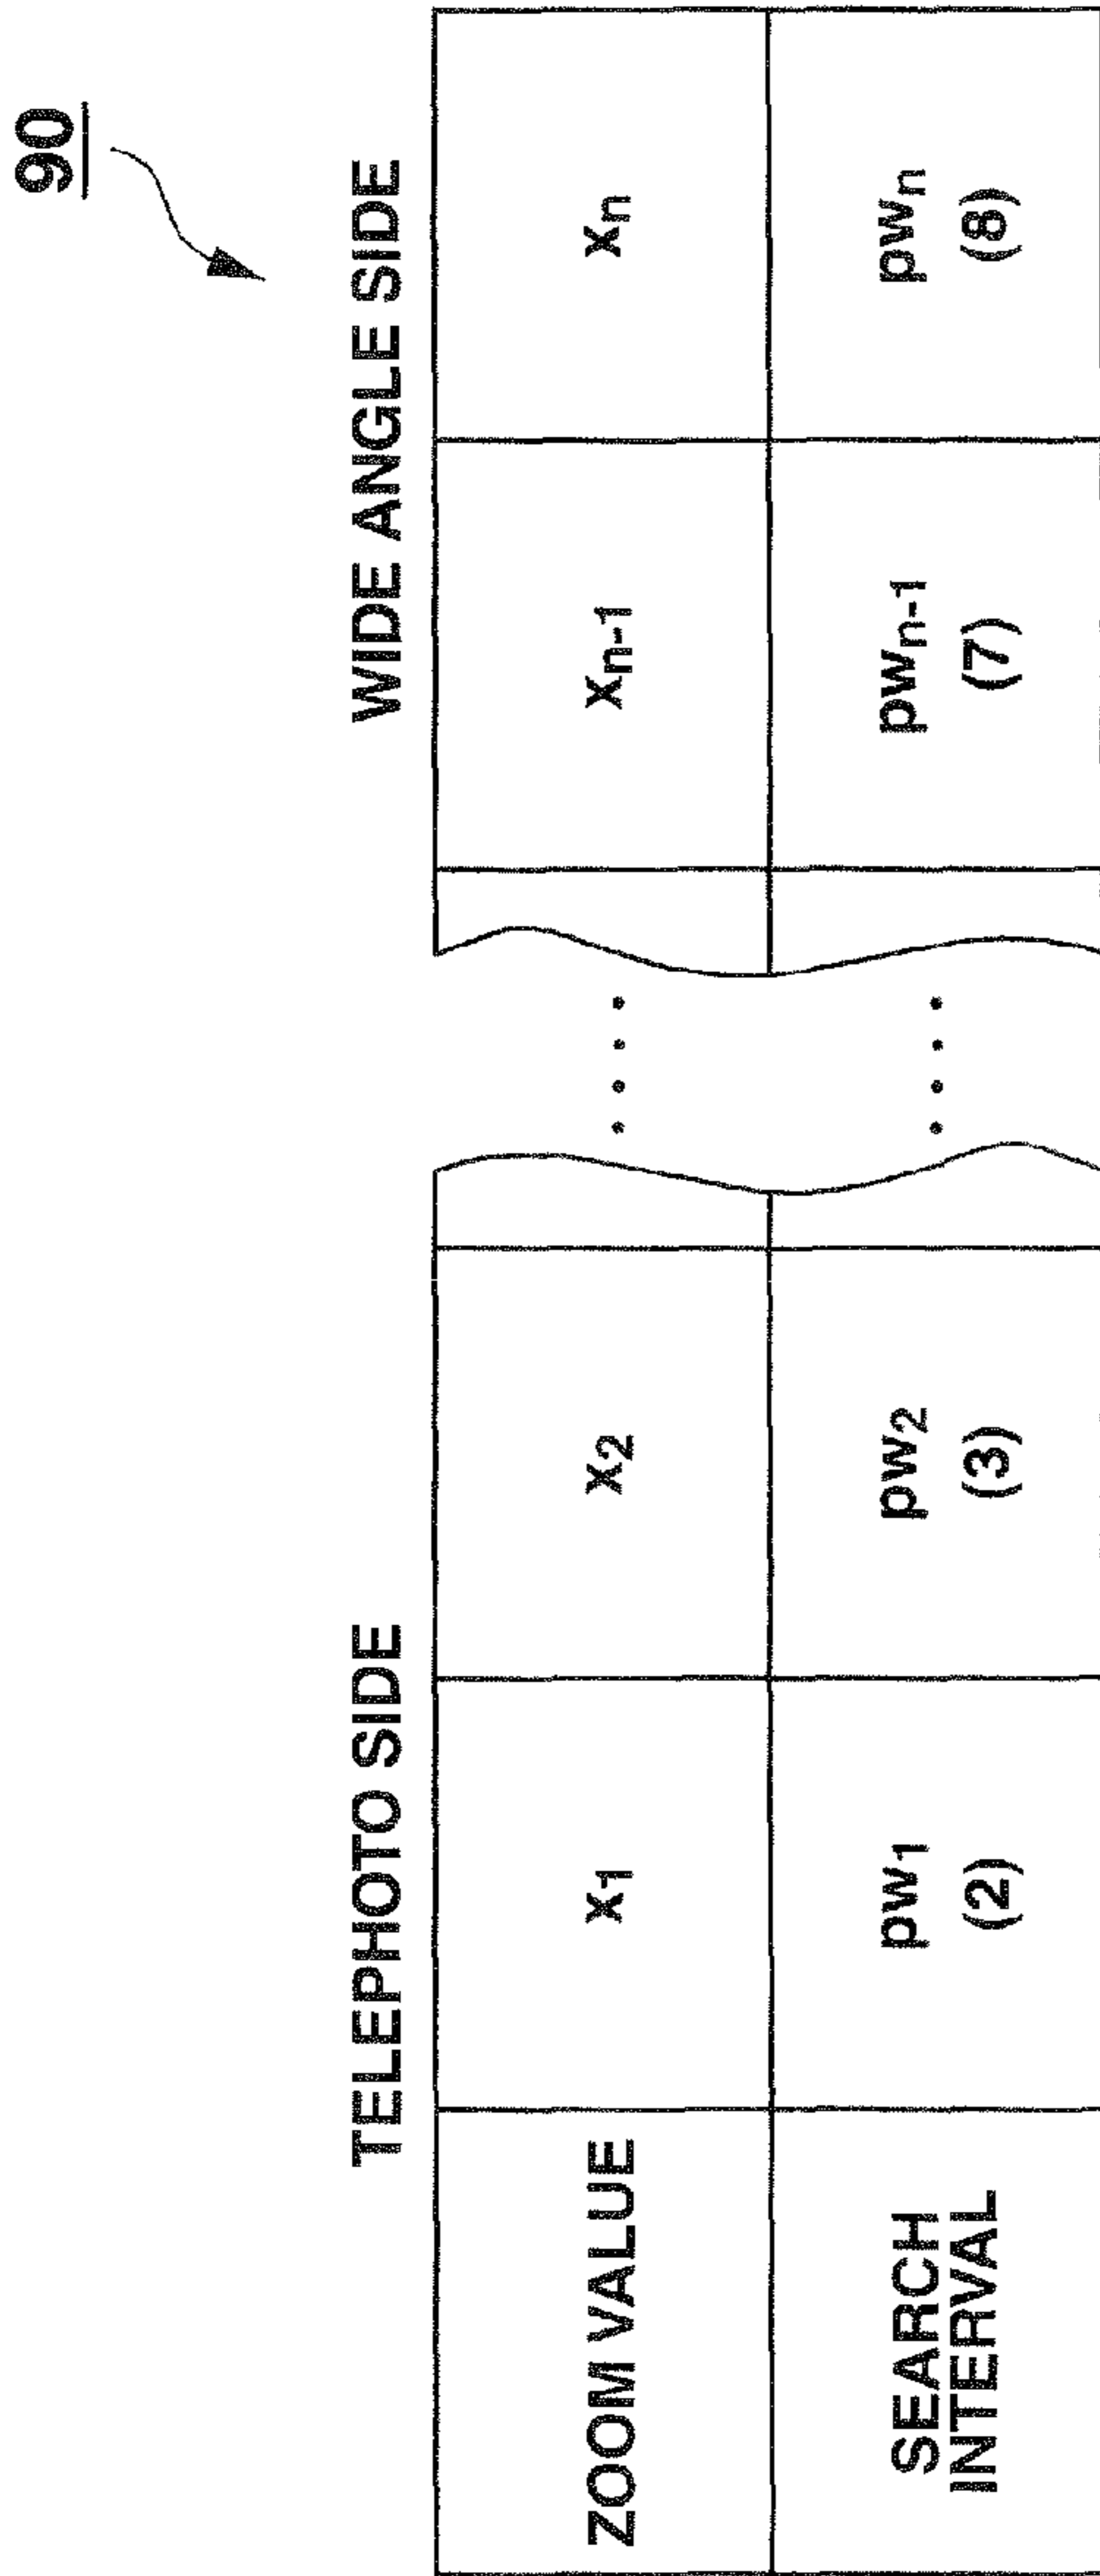 90
TELEPHOTO SIDE
WIDE ANGLE SIDE
ZOOM VALUE
x1
x2
....
xn-1
xn
SEARCH
INTERVAL
pw1
(2)
pw2
(3)
....
pwn-1
(7)
pwn
(8)